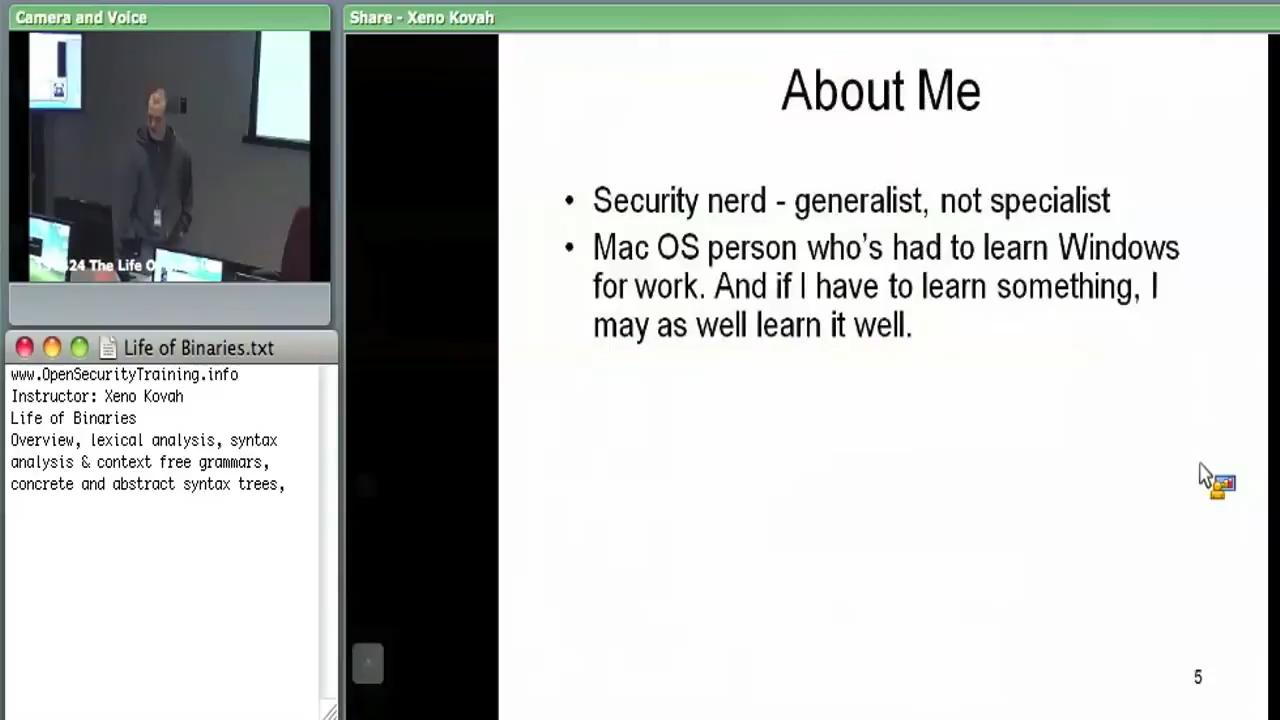 Camera and Voice
Share - Xeno Kovah
24 The Life O
Life of Binaries.txt
www.OpenSecurityTraining.info
Instructor: Xeno Kovah
Life of Binaries
Overview, lexical analysis, syntax
analysis & context free grammars,
concrete and abstract syntax trees,
About Me
• Security nerd - generalist, not specialist
• Mac OS person who's had to learn Windows
for work. And if I have to learn something, I
may as well learn it well.
5